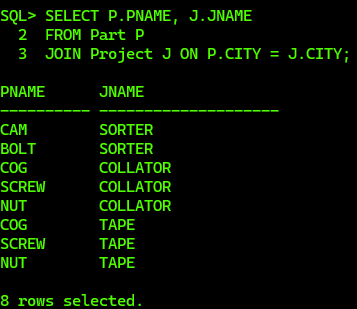 SQL> SELECT P.PNAME, J.JNAME
  2  FROM Part P
  3  JOIN Project J ON P.CITY = J.CITY;

PNAME      JNAME
---------- --------------------
CAM        SORTER
BOLT       SORTER
COG        COLLATOR
SCREW      COLLATOR
NUT        COLLATOR
COG        TAPE
SCREW      TAPE
NUT        TAPE

8 rows selected.